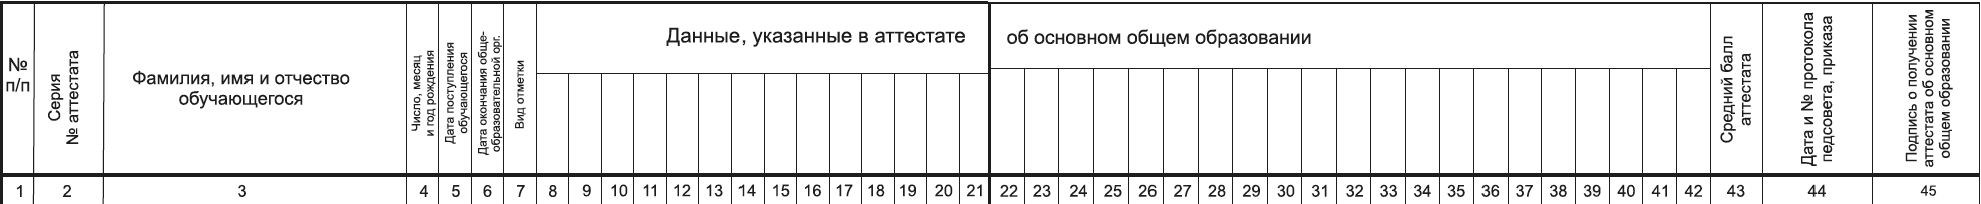 №
п/п
Серия
№ аттестата
Фамилия, имя и отчество
обучающегося
Число, месяц
и год рождения
Дата поступления
обучающегося
Дата окончания обще-
образовательной орг.
Вид отметки
Данные, указанные в аттестате об основном общем образовании
Средний балл
аттестата
Дата и № протокола
педсовета, приказа
Подпись о получении
аттестата об основном
общем образовании
1 2 3 4 5 6 7 8 9 10 11 12 13 14 15 16 17 18 19 20 21 22 23 24 25 26 27 28 29 30 31 32 33 34 35 36 37 38 39 40 41 42 43 44 45